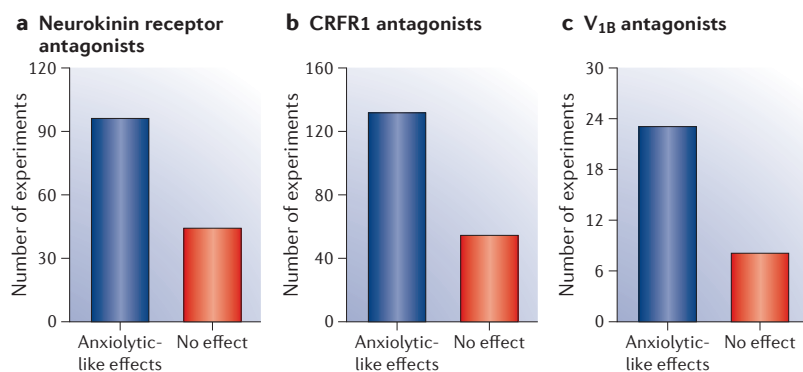 a Neurokinin receptor
antagonists
Number of experiments
120
90
60
30
0
Anxiolytic-
like effects
No effect
b CRFR1 antagonists
Number of experiments
160
120
80
40
0
Anxiolytic-
like effects
No effect
c V1B antagonists
Number of experiments
30
24
18
12
6
0
Anxiolytic-
like effects
No effect